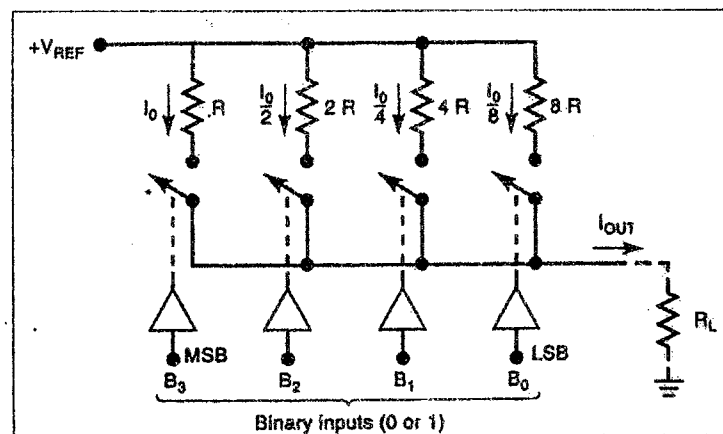 +V_REF
I_0 R
I_0/2 2 R
I_0/4 4 R
I_0/8 8 R
I_OUT
R_L
MSB LSB
B_3 B_2 B_1 B_0
Binary inputs (0 or 1)